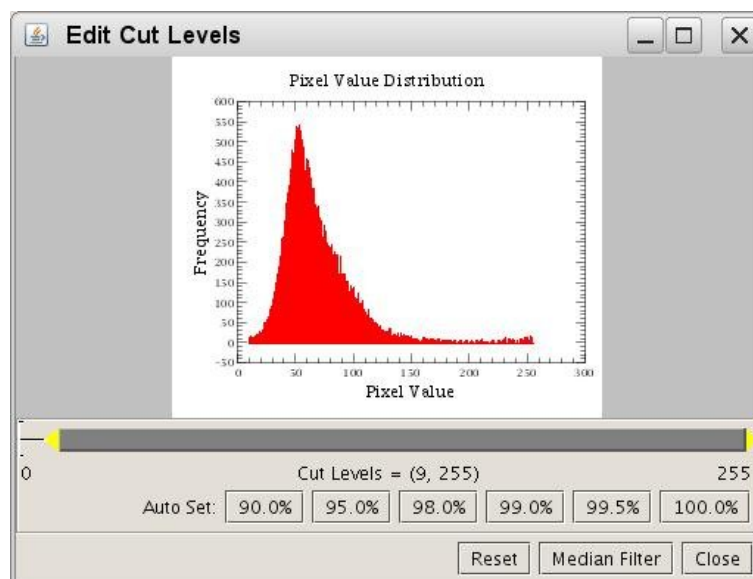 Edit Cut Levels
Pixel Value Distribution
600
550
500
450
400
350
300
250
200
150
100
50
0
-50
Frequency
0 50 100 150 200 250 300
Pixel Value
0 Cut Levels = (9, 255) 255
Auto Set: 90.0% 95.0% 98.0% 99.0% 99.5% 100.0%
Reset Median Filter Close